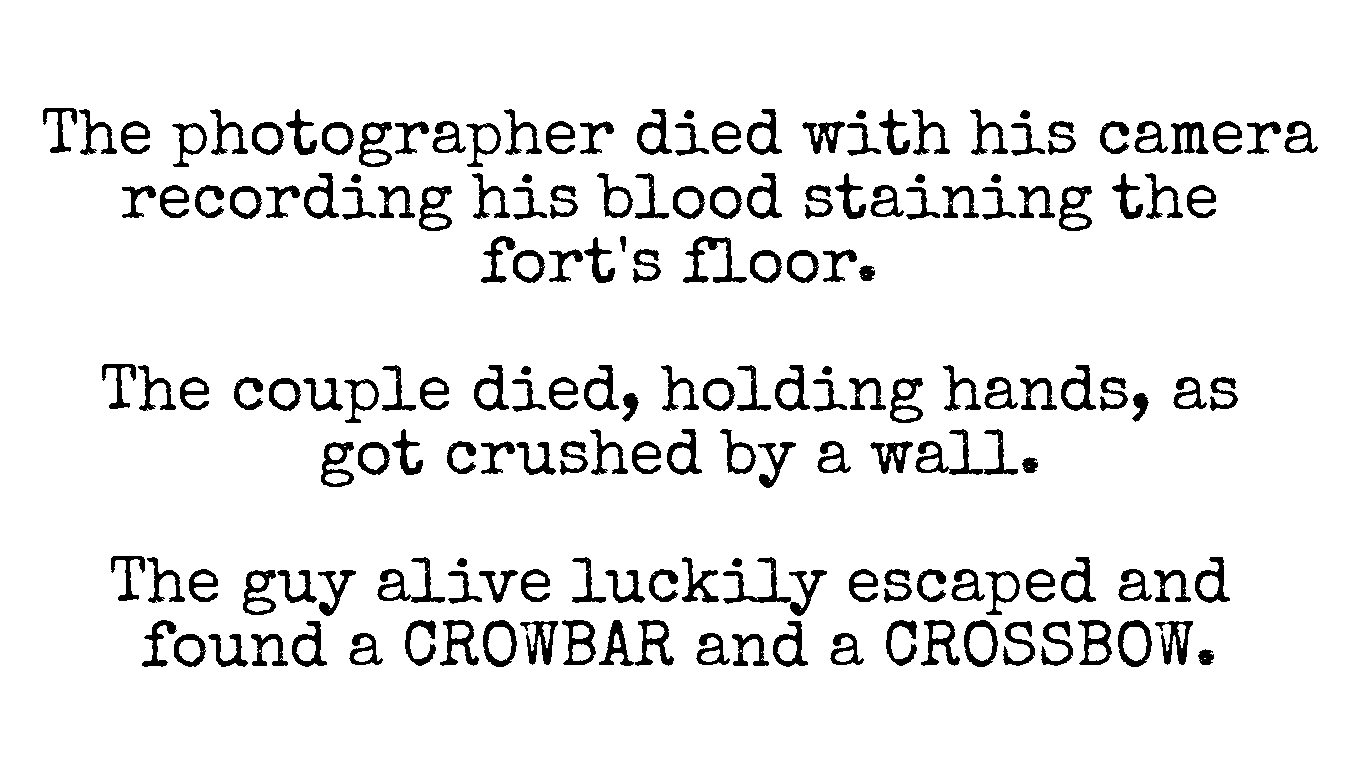 The photographer died with his camera
recording his blood staining the
fort's floor.
The couple died, holding hands, as
got crushed by a wall.
The guy alive luckily escaped and
found a CROWBAR and a CROSSBOW.